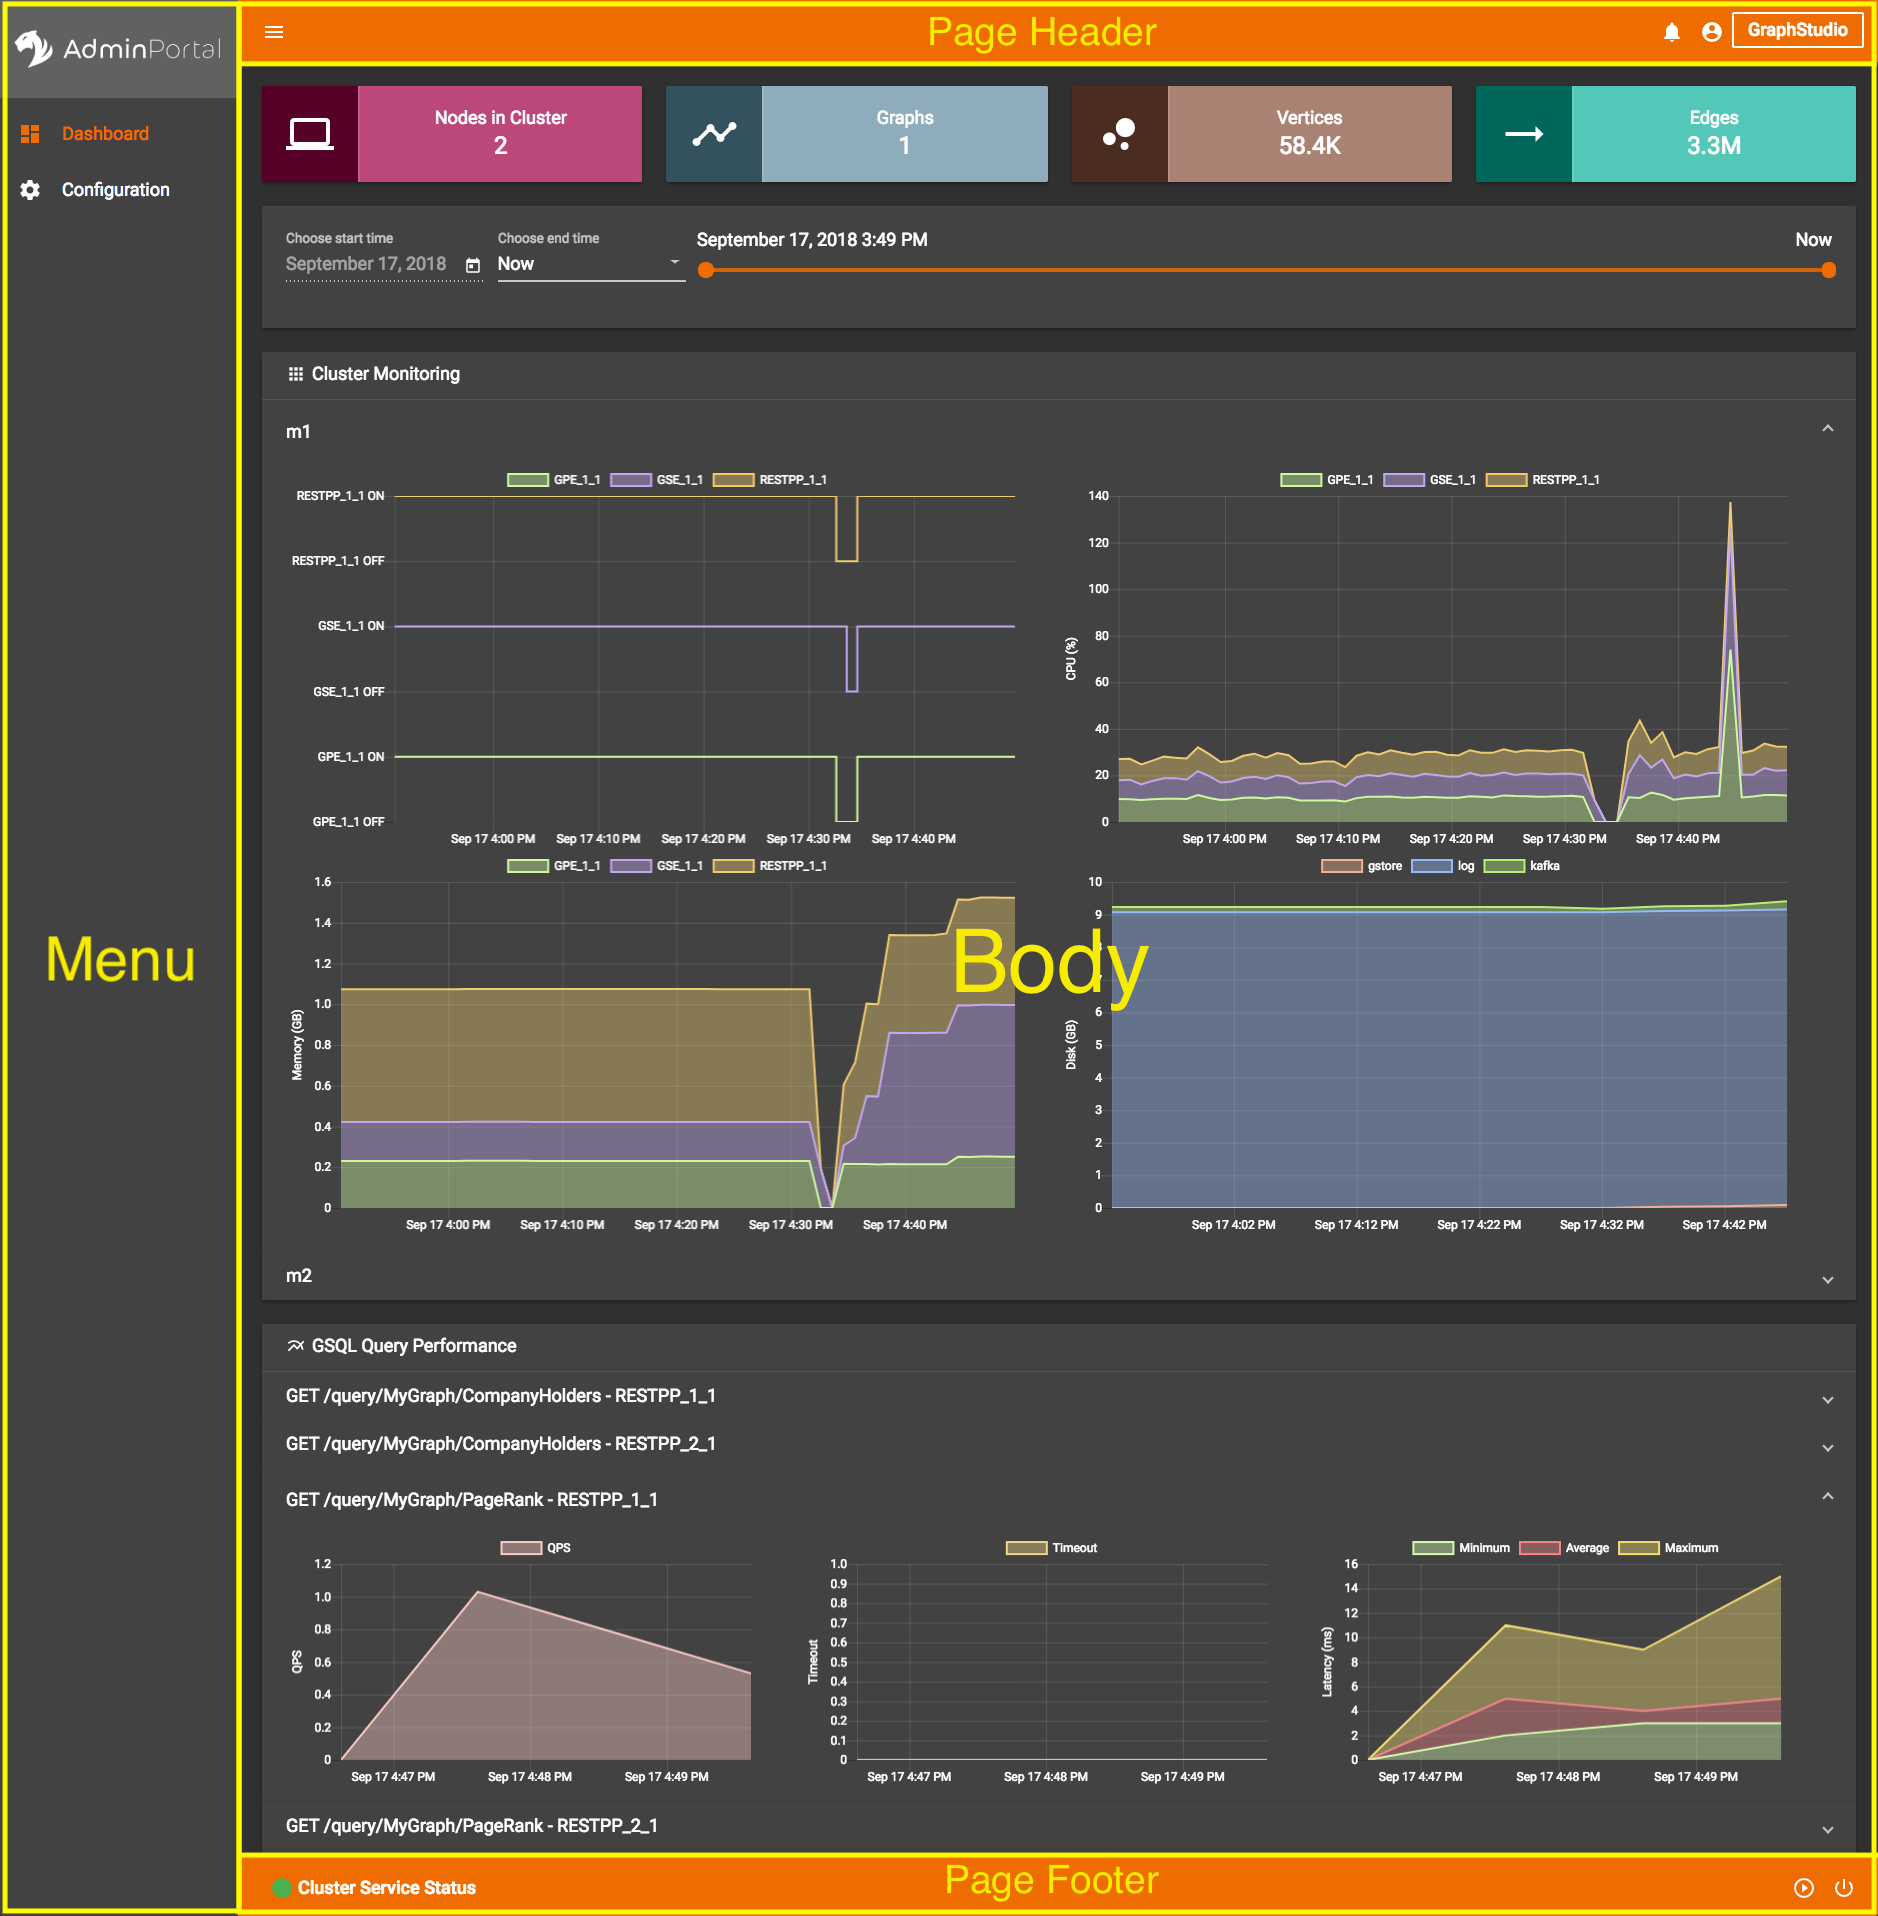 AdminPortal
Page Header
GraphStudio
Dashboard
Configuration
Menu
Nodes in Cluster
2
Graphs
1
Vertices
58.4K
Edges
3.3M
Choose start time
September 17, 2018
Choose end time
Now
September 17, 2018 3:49 PM
Now
Cluster Monitoring
m1
GPE_1_1 GSE_1_1 RESTPP_1_1
RESTPP_1_1 ON
RESTPP_1_1 OFF
GSE_1_1 ON
GSE_1_1 OFF
GPE_1_1 ON
GPE_1_1 OFF
Sep 17 4:00 PM Sep 17 4:10 PM Sep 17 4:20 PM Sep 17 4:30 PM Sep 17 4:40 PM
GPE_1_1 GSE_1_1 RESTPP_1_1
CPU (%)
140
120
100
80
60
40
20
0
Sep 17 4:00 PM Sep 17 4:10 PM Sep 17 4:20 PM Sep 17 4:30 PM Sep 17 4:40 PM
GPE_1_1 GSE_1_1 RESTPP_1_1
Memory (GB)
1.6
1.4
1.2
1.0
0.8
0.6
0.4
0.2
0
Sep 17 4:00 PM Sep 17 4:10 PM Sep 17 4:20 PM Sep 17 4:30 PM Sep 17 4:40 PM
Body
gstore log kafka
Disk (GB)
10
9
8
7
6
5
4
3
2
1
0
Sep 17 4:02 PM Sep 17 4:12 PM Sep 17 4:22 PM Sep 17 4:32 PM Sep 17 4:42 PM
m2
GSQL Query Performance
GET /query/MyGraph/CompanyHolders - RESTPP_1_1
GET /query/MyGraph/CompanyHolders - RESTPP_2_1
GET /query/MyGraph/PageRank - RESTPP_1_1
QPS
QPS
1.2
1.0
0.8
0.6
0.4
0.2
0
Sep 17 4:47 PM Sep 17 4:48 PM Sep 17 4:49 PM
Timeout
Timeout
1.0
0.9
0.8
0.7
0.6
0.5
0.4
0.3
0.2
0.1
0
Sep 17 4:47 PM Sep 17 4:48 PM Sep 17 4:49 PM
Minimum Average Maximum
Latency (ms)
16
14
12
10
8
6
4
2
0
Sep 17 4:47 PM Sep 17 4:48 PM Sep 17 4:49 PM
GET /query/MyGraph/PageRank - RESTPP_2_1
Cluster Service Status
Page Footer